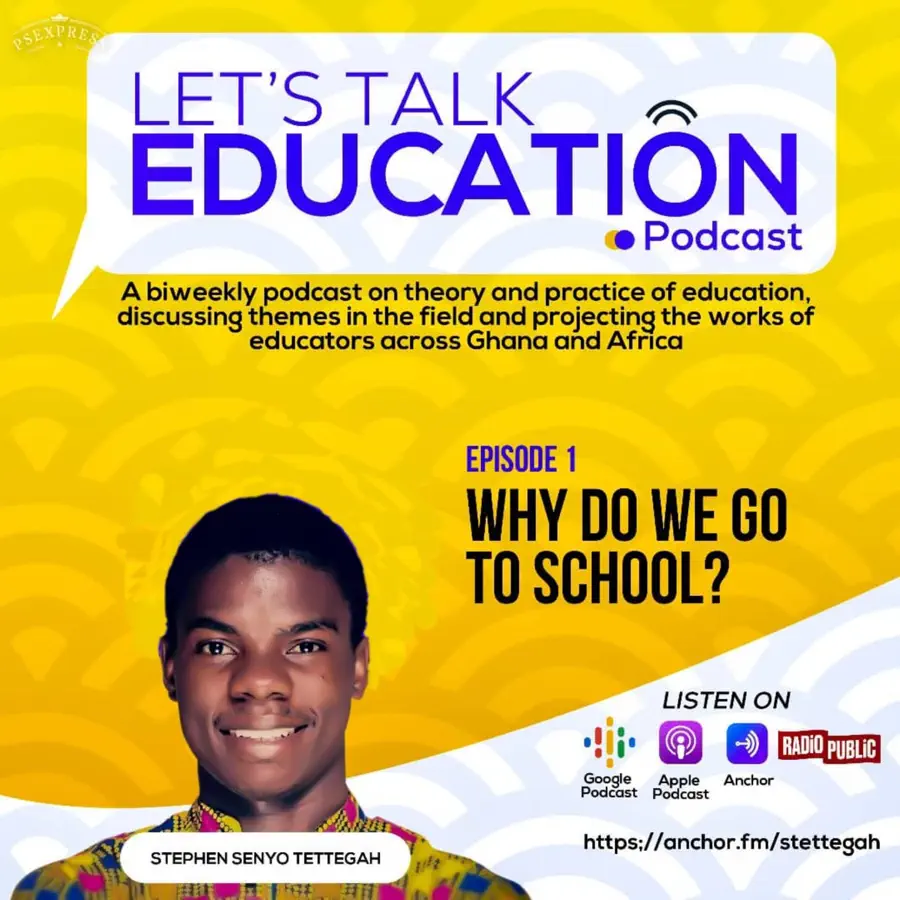 PSEXPRESS
LET'S TALK
EDUCATION
Podcast
A biweekly podcast on theory and practice of education,
discussing themes in the field and projecting the works of
educators across Ghana and Africa
EPISODE 1
WHY DO WE GO
TO SCHOOL?
LISTEN ON
RADIO PUBLIC
Google
Podcast
Apple
Podcast
Anchor
https;//anchor.fm/stettegah
STEPHEN SENYO TETTEGAH